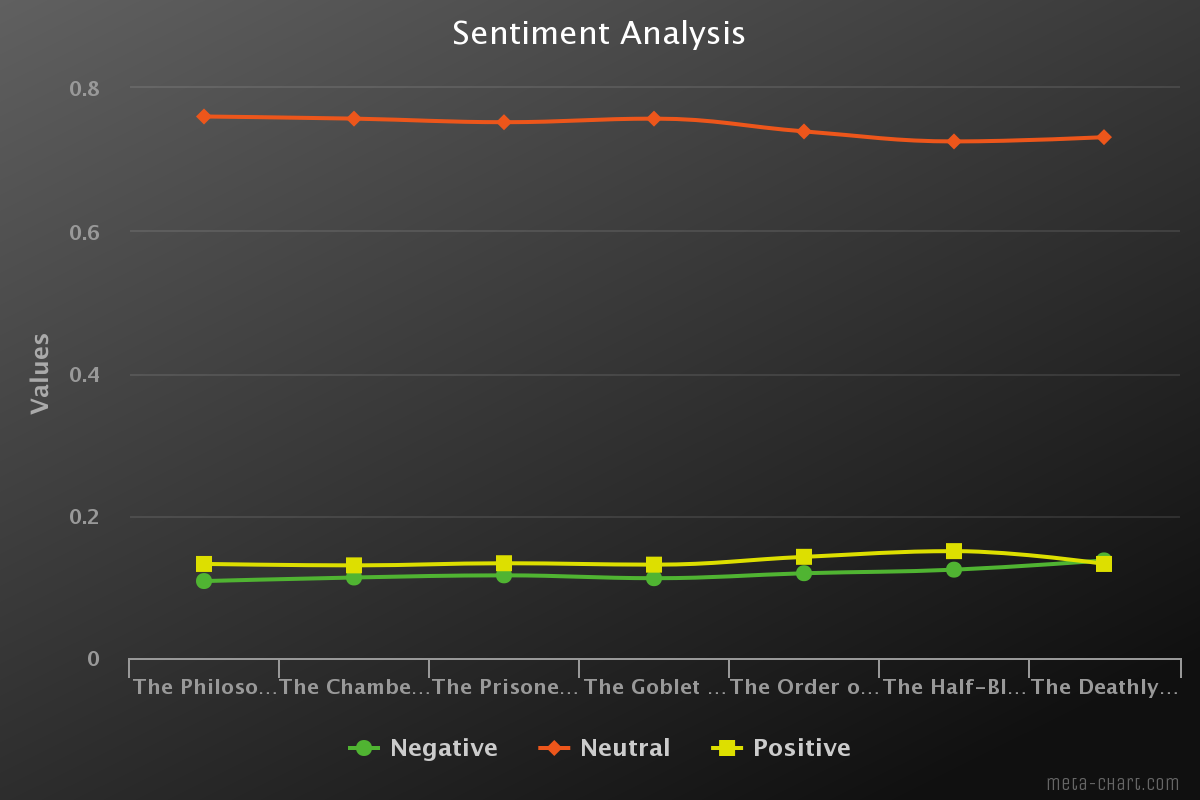 Sentiment Analysis
0.8
0.6
0.4
0.2
0
Values
The Philoso... The Chambe... The Prisone... The Goblet ... The Order o... The Half-Bl... The Deathly...
Negative Neutral Positive
meta-chart.com